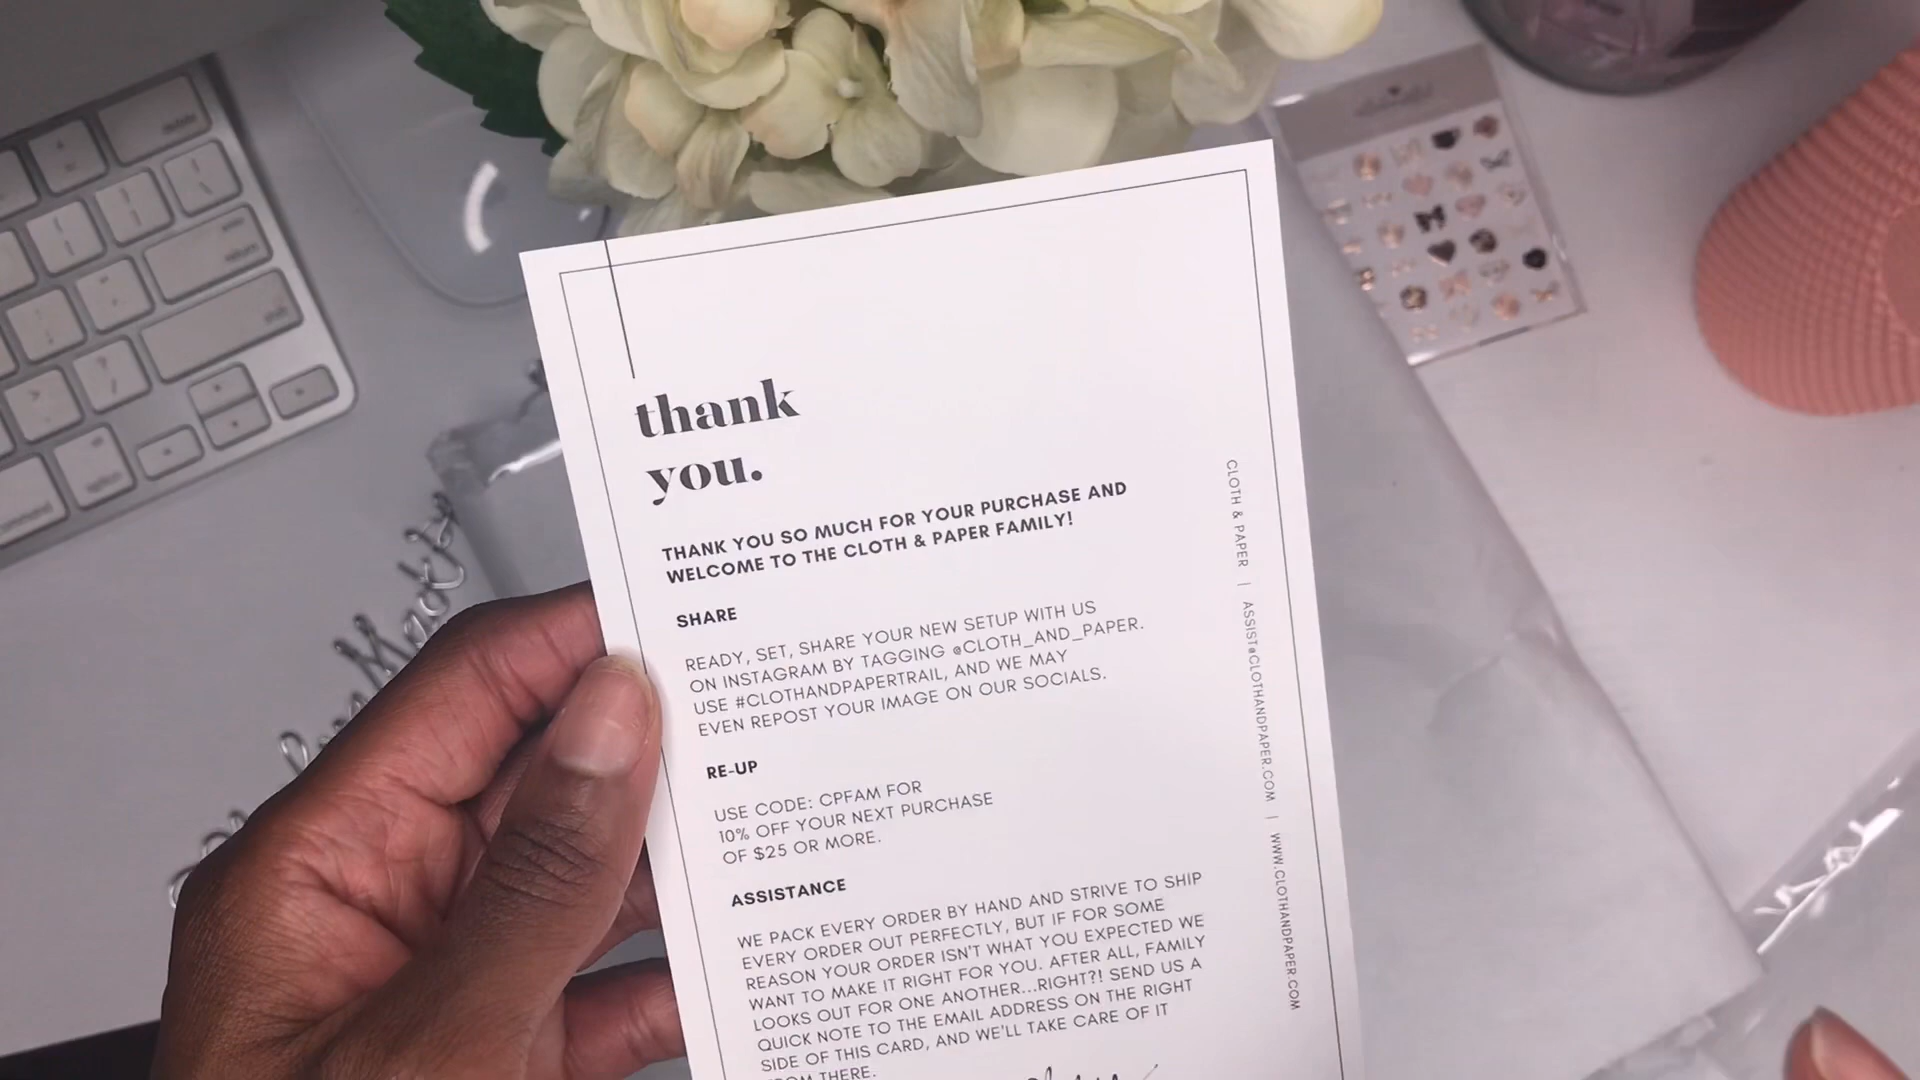 thank
you.
THANK YOU SO MUCH FOR YOUR PURCHASE AND
WELCOME TO THE CLOTH & PAPER FAMILY!
SHARE
READY, SET, SHARE YOUR NEW SETUP WITH US
ON INSTAGRAM BY TAGGING @CLOTH_AND_PAPER.
USE #CLOTHANDPAPERTRAIL, AND WE MAY
EVEN REPOST YOUR IMAGE ON OUR SOCIALS.
RE-UP
USE CODE: CPFAM FOR
10% OFF YOUR NEXT PURCHASE
OF $25 OR MORE.
ASSISTANCE
WE PACK EVERY ORDER BY HAND AND STRIVE TO SHIP
EVERY ORDER OUT PERFECTLY, BUT IF FOR SOME
REASON YOUR ORDER ISN'T WHAT YOU EXPECTED WE
WANT TO MAKE IT RIGHT FOR YOU. AFTER ALL, FAMILY
LOOKS OUT FOR ONE ANOTHER...RIGHT?! SEND US A
QUICK NOTE TO THE EMAIL ADDRESS ON THE RIGHT
SIDE OF THIS CARD, AND WE'LL TAKE CARE OF IT
FROM THERE.
CLOTH & PAPER | ASSIST@CLOTHANDPAPER.COM | WWW.CLOTHANDPAPER.COM